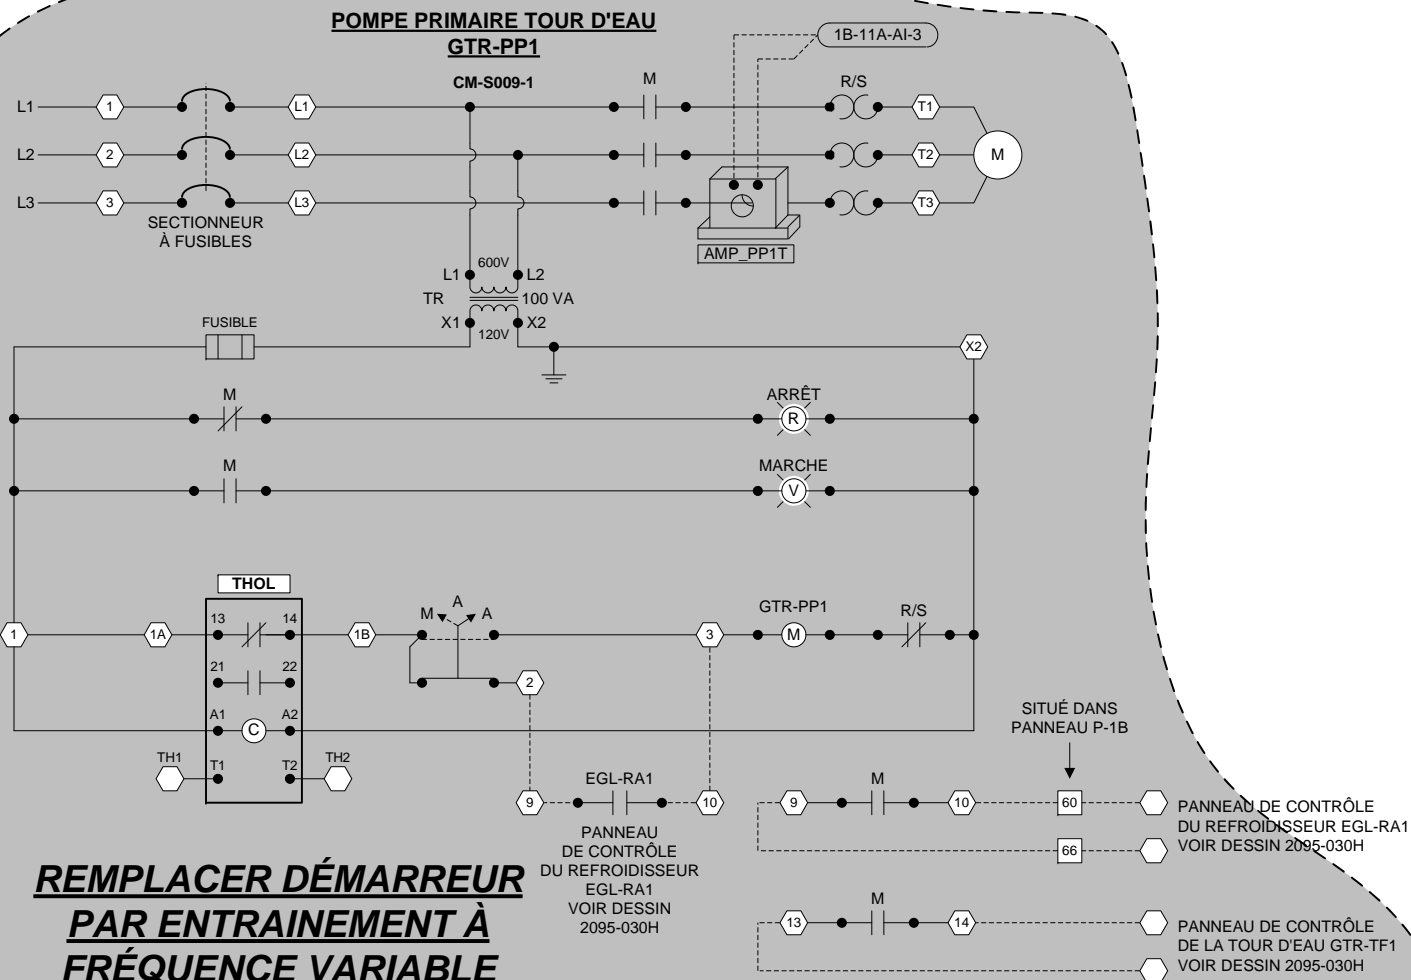 POMPE PRIMAIRE TOUR D'EAU
GTR-PP1
CM-S009-1
1B-11A-AI-3
L1
1
L1
M
R/S
T1
L2
2
L2
T2
M
L3
3
L3
T3
SECTIONNEUR
À FUSIBLES
AMP_PP1T
600V
L1
L2
TR
100 VA
X1
X2
120V
FUSIBLE
X2
M
ARRÊT
R
M
MARCHE
V
THOL
M
A
A
GTR-PP1
R/S
1
1A
13
14
1B
3
M
21
22
2
A1
C
A2
TH1
T1
T2
TH2
SITUÉ DANS
PANNEAU P-1B
9
EGL-RA1
10
PANNEAU
DE CONTRÔLE
DU REFROIDISSEUR
EGL-RA1
VOIR DESSIN
2095-030H
M
9
10
60
66
PANNEAU DE CONTRÔLE
DU REFROIDISSEUR EGL-RA1
VOIR DESSIN 2095-030H
M
13
14
PANNEAU DE CONTRÔLE
DE LA TOUR D'EAU GTR-TF1
VOIR DESSIN 2095-030H
REMPLACER DÉMARREUR
PAR ENTRAINEMENT À
FRÉQUENCE VARIABLE